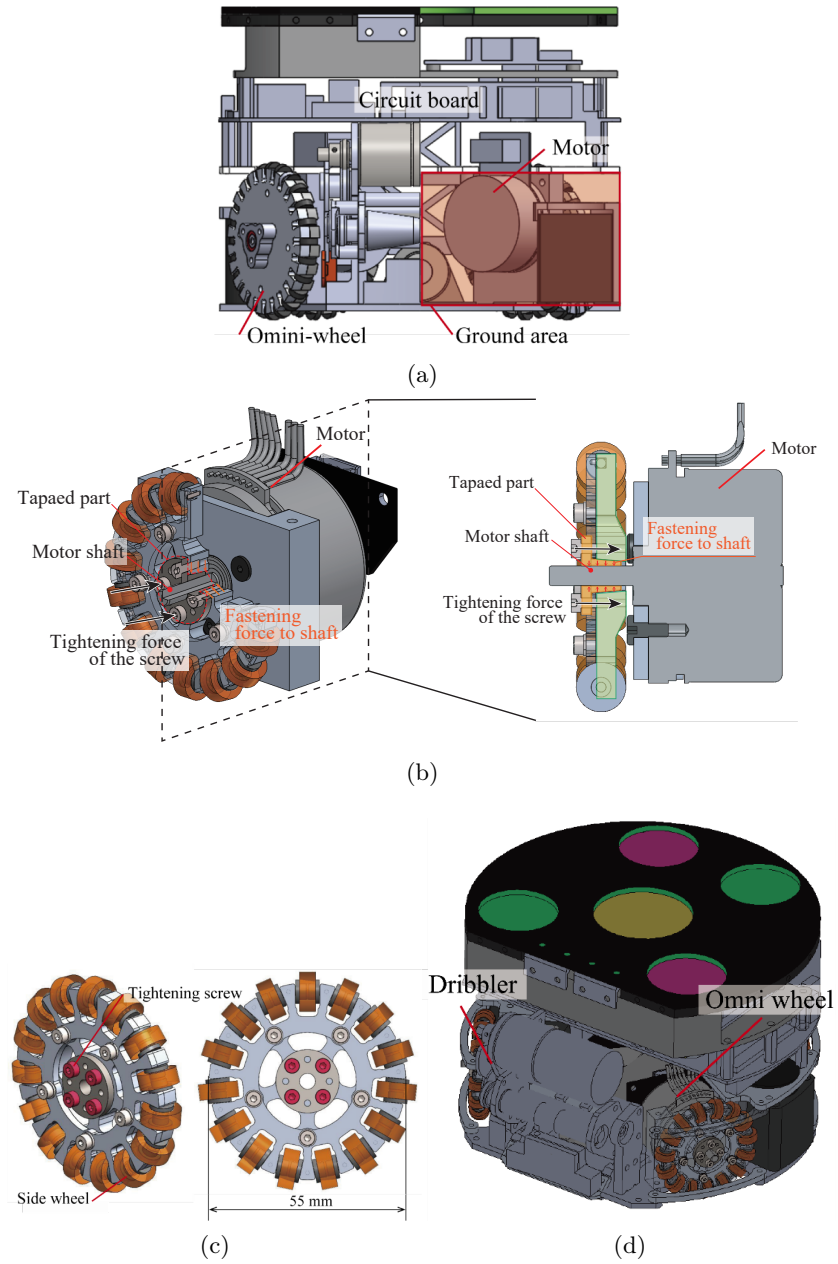 Circuit board
Motor
Omini-wheel
Ground area
(a)
Motor
Tapaed part
Motor shaft
Fastening
force to shaft
Tightening force
of the screw
Motor
Tapaed part
Motor shaft
Fastening
force to shaft
Tightening force
of the screw
(b)
Tightening screw
Side wheel
55 mm
(c)
Dribbler
Omni wheel
(d)